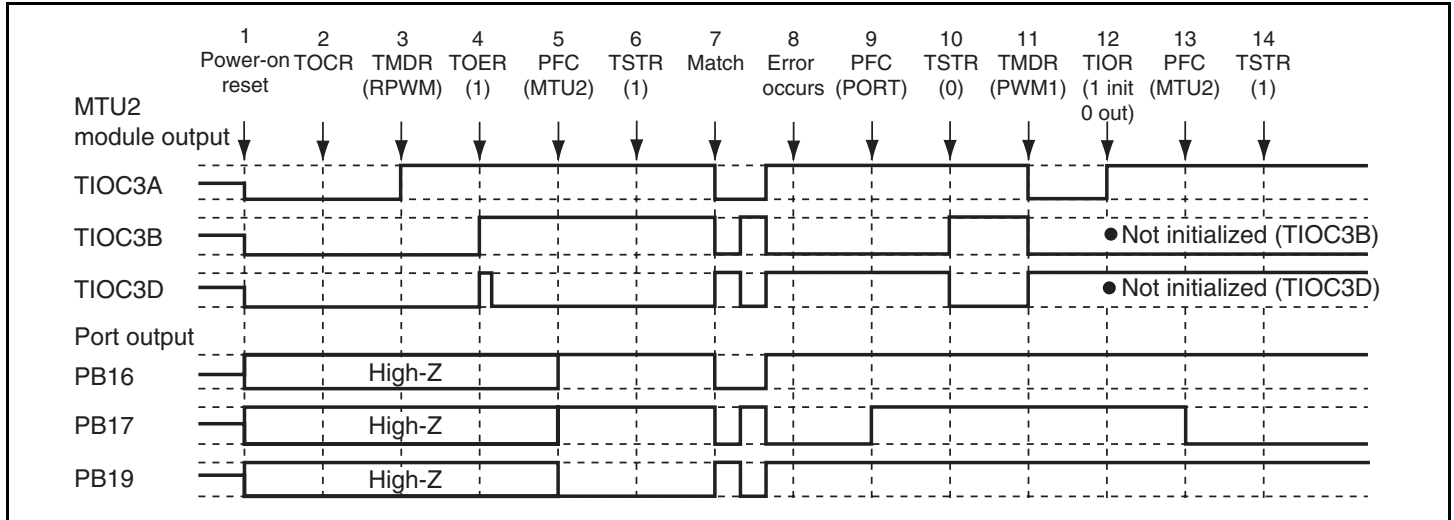 1 2 3 4 5 6 7 8 9 10 11 12 13 14
Power-on TOCR TMDR TOER PFC TSTR Match Error PFC TSTR TMDR TIOR PFC TSTR
reset (RPWM) (1) (MTU2) (1) occurs (PORT) (0) (PWM1) (1 init (MTU2) (1)
0 out)
MTU2
module output
TIOC3A
TIOC3B ● Not initialized (TIOC3B)
TIOC3D ● Not initialized (TIOC3D)
Port output
PB16 High-Z
PB17 High-Z
PB19 High-Z